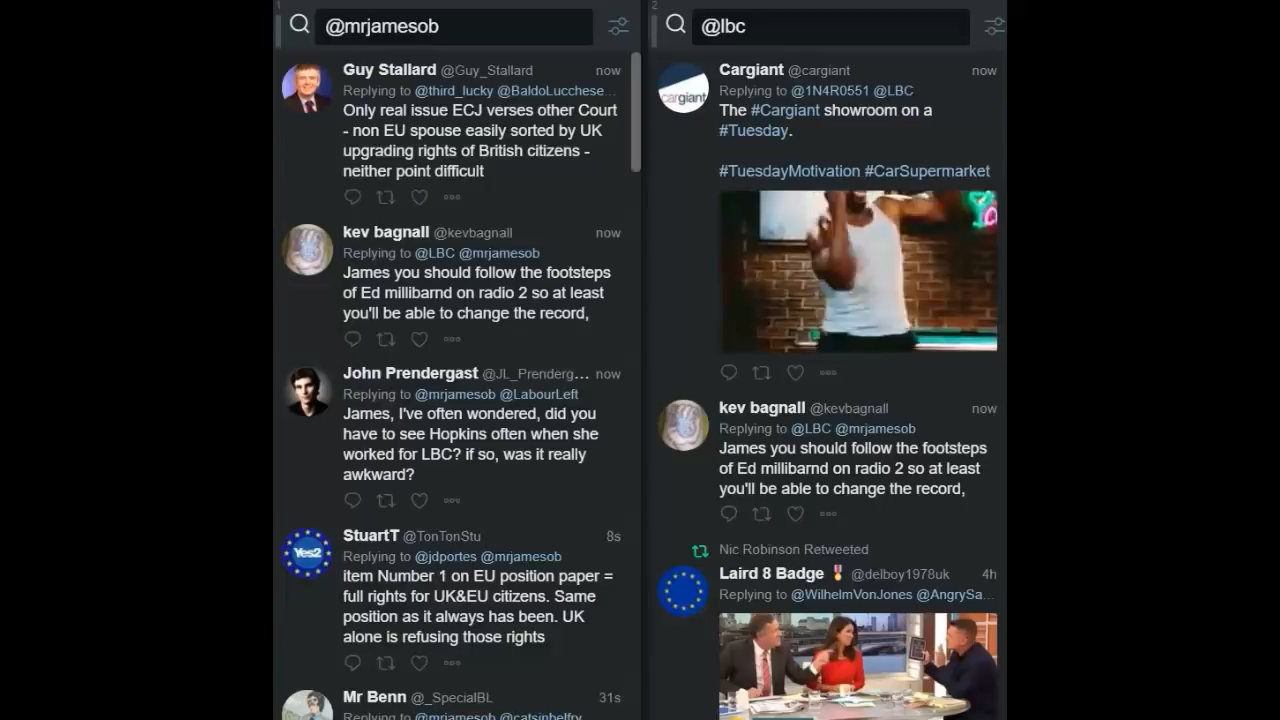 1
@mrjamesob
Guy Stallard @Guy_Stallard now
Replying to @third_lucky @BaldoLucchese...
Only real issue ECJ verses other Court
- non EU spouse easily sorted by UK
upgrading rights of British citizens -
neither point difficult
kev bagnall @kevbagnall now
Replying to @LBC @mrjamesob
James you should follow the footsteps
of Ed millibarnd on radio 2 so at least
you'll be able to change the record,
John Prendergast @JL_Prenderg... now
Replying to @mrjamesob @LabourLeft
James, I've often wondered, did you
have to see Hopkins often when she
worked for LBC? if so, was it really
awkward?
Yes2
StuartT @TonTonStu 8s
Replying to @jdportes @mrjamesob
item Number 1 on EU position paper =
full rights for UK&EU citizens. Same
position as it always has been. UK
alone is refusing those rights
Mr Benn @_SpecialBL 31s
Replying to @mrjamesob @catsinbelfry
2
@lbc
cargiant
Cargiant @cargiant now
Replying to @1N4R0551 @LBC
The #Cargiant showroom on a
#Tuesday.
#TuesdayMotivation #CarSupermarket
kev bagnall @kevbagnall now
Replying to @LBC @mrjamesob
James you should follow the footsteps
of Ed millibarnd on radio 2 so at least
you'll be able to change the record,
Nic Robinson Retweeted
Laird 8 Badge 🎖 @delboy1978uk 4h
Replying to @WilhelmVonJones @AngrySa...